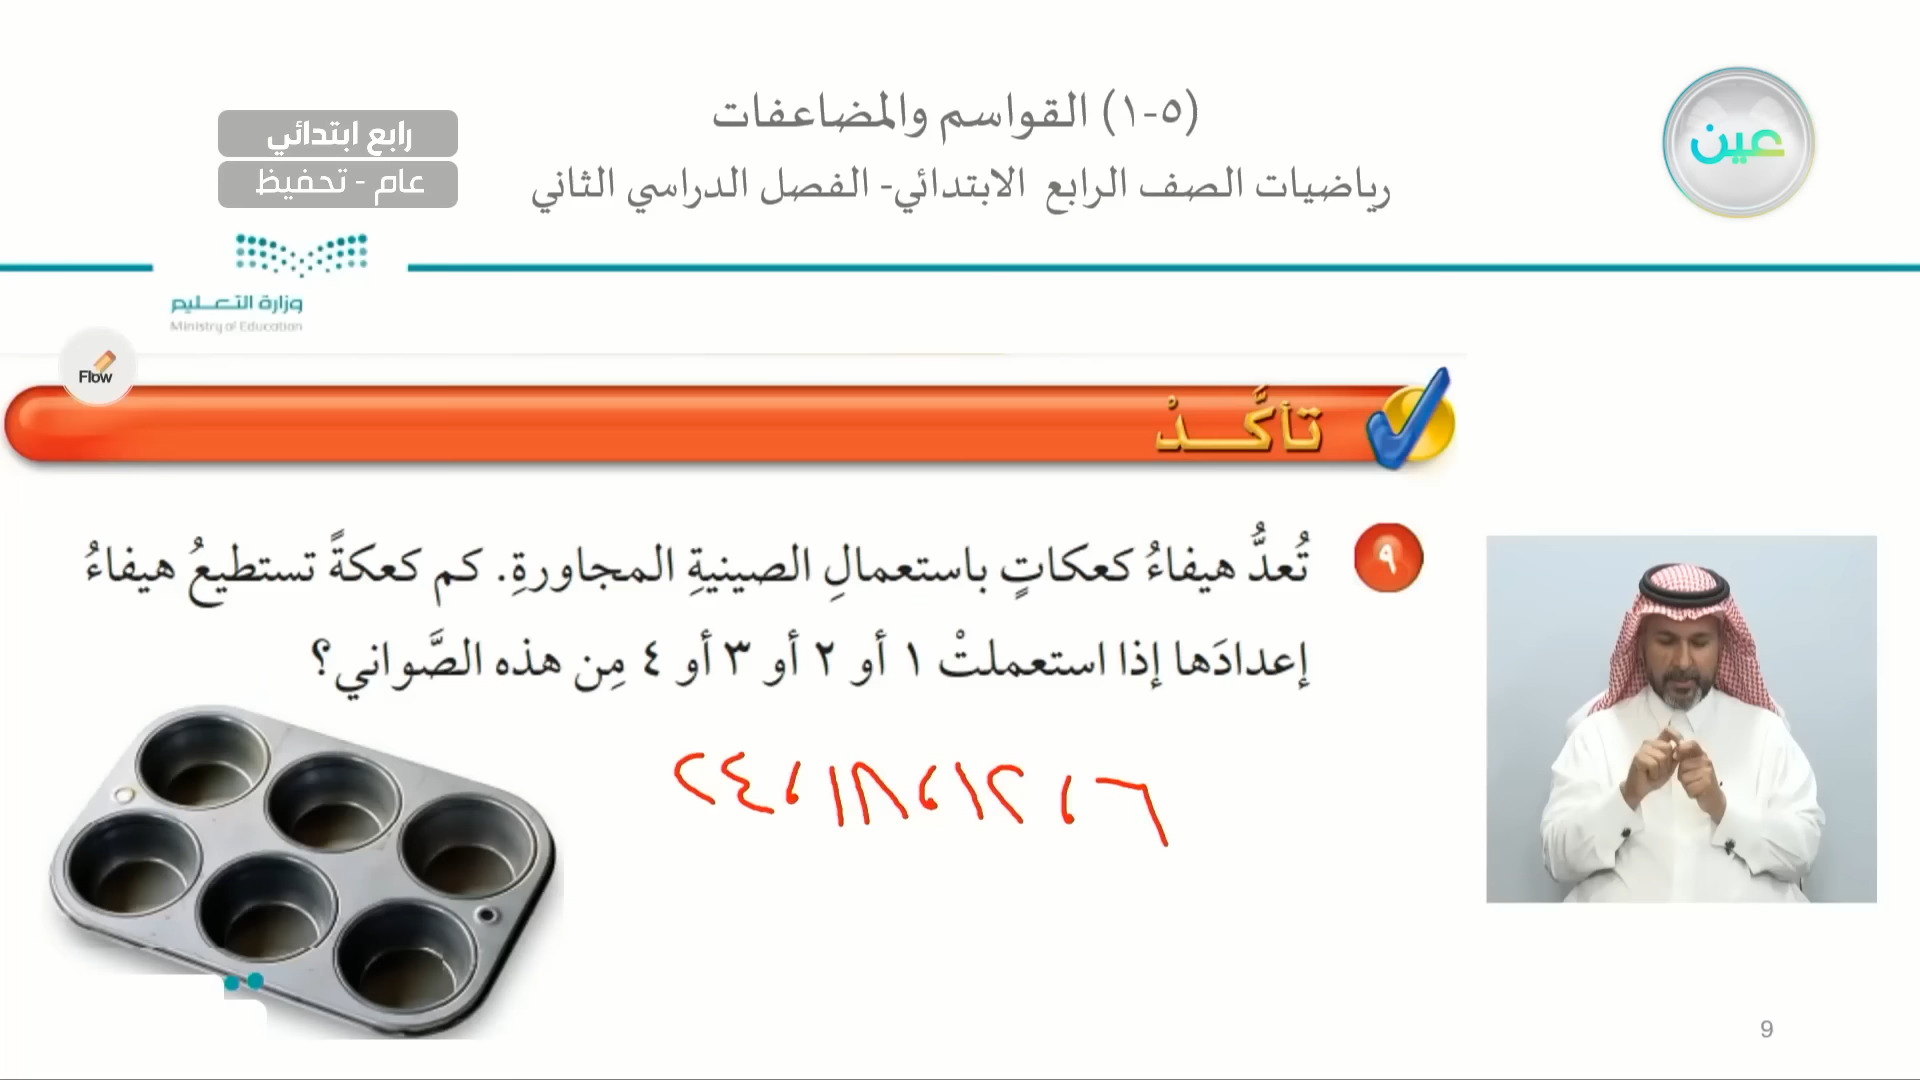 (٥-١) القواسم والمضاعفات
رياضيات الصف الرابع الابتدائي- الفصل الدراسي الثاني
رابع ابتدائي
عام - تحفيظ
عين
وزارة التعليم
Ministry of Education
Flow
تأكَّدْ
٩ تُعدُّ هيفاءُ كعكاتٍ باستعمالِ الصينيةِ المجاورةِ. كم كعكةً تستطيعُ هيفاءُ
إعدادَها إذا استعملتْ ١ أو ٢ أو ٣ أو ٤ مِن هذه الصَّواني؟
٦ ، ١٢ ، ١٨ ، ٢٤
9